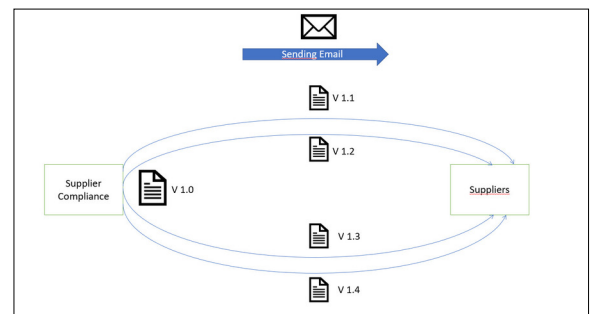 Sending Email
V 1.1
V 1.2
Supplier
Compliance
V 1.0
Suppliers
V 1.3
V 1.4